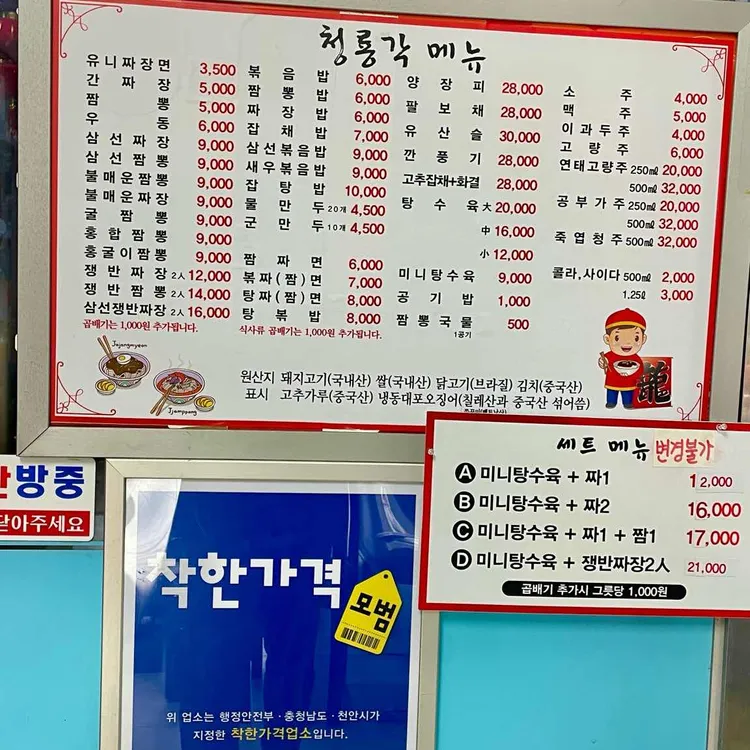 청룡각 메뉴
유니짜장면 3,500
간짜장 5,000
짬뽕 5,000
우동 6,000
삼선짜장 9,000
삼선짬뽕 9,000
불매운짬뽕 9,000
불매운짜장 9,000
굴짬뽕 9,000
홍합짬뽕 9,000
홍굴이짬뽕 9,000
쟁반짜장 2人 12,000
쟁반짬뽕 2人 14,000
삼선쟁반짜장 2人 16,000
곱배기는 1,000원 추가됩니다.
볶음밥 6,000
짬뽕밥 6,000
짜장밥 6,000
잡채밥 7,000
삼선볶음밥 9,000
새우볶음밥 9,000
잡탕밥 10,000
물만두 20개 4,500
군만두 10개 4,500
짬짜면 6,000
볶짜(짬)면 7,000
탕짜(짬)면 8,000
탕볶밥 8,000
식사류 곱배기는 1,000원 추가됩니다.
양장피 28,000
팔보채 28,000
유산슬 30,000
깐풍기 28,000
고추잡채+화결 28,000
탕수육 大 20,000
中 16,000
小 12,000
미니탕수육 9,000
공기밥 1,000
짬뽕국물 500
1공기
소주 4,000
맥주 5,000
이과두주 4,000
고량주 6,000
연태고량주 250㎖ 20,000
500㎖ 32,000
공부가주 250㎖ 20,000
500㎖ 32,000
죽엽청주 500㎖ 32,000
콜라,사이다 500㎖ 2,000
1.25ℓ 3,000
Jajangmyeon
Jjamppong
龍
원산지 돼지고기(국내산) 쌀(국내산) 닭고기(브라질) 김치(중국산)
표시 고추가루(중국산) 냉동대포오징어(칠레산과 중국산 섞어씀)
세트 메뉴 변경불가
A 미니탕수육 + 짜1 12,000
B 미니탕수육 + 짜2 16,000
C 미니탕수육 + 짜1 + 짬1 17,000
D 미니탕수육 + 쟁반짜장2人 21,000
곱배기 추가시 그릇당 1,000원
방중
닫아주세요
착한가격
모범
위 업소는 행정안전부·충청남도·천안시가
지정한 착한가격업소입니다.